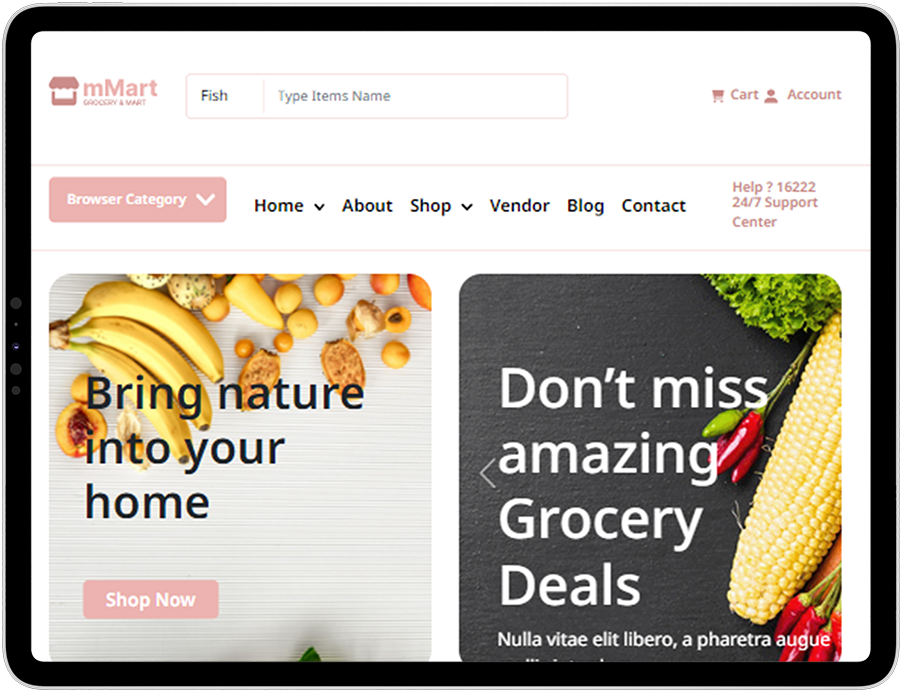 mMart
GROCERY & MART
Fish
Type Items Name
Cart
Account
Browser Category
Home
About
Shop
Vendor
Blog
Contact
Help ? 16222
24/7 Support
Center
Bring nature
into your
home
Shop Now
Don’t miss
amazing
Grocery
Deals
Nulla vitae elit libero, a pharetra augue